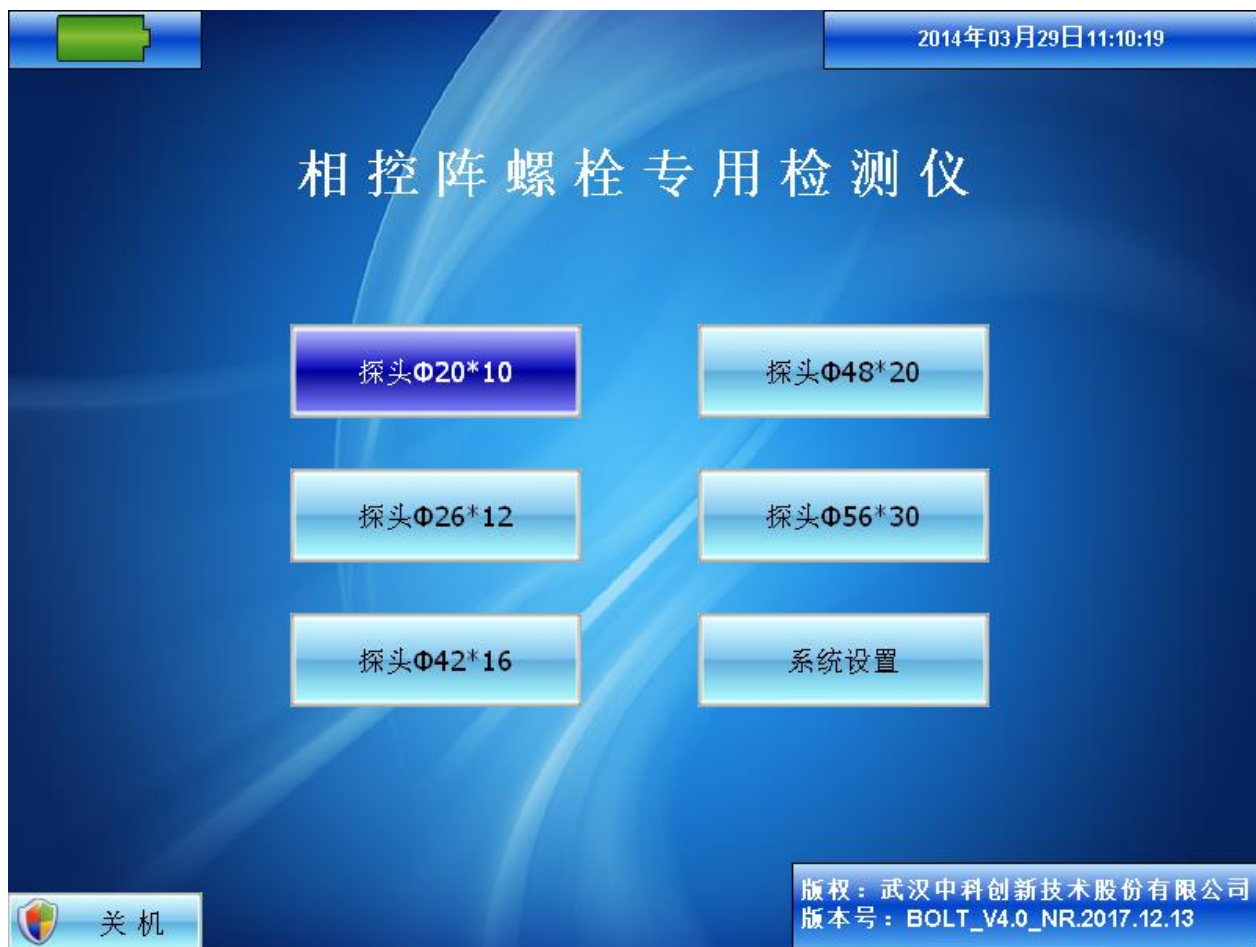 2014年03月29日11:10:19
相控阵螺栓专用检测仪
探头Φ20*10
探头Φ48*20
探头Φ26*12
探头Φ56*30
探头Φ42*16
系统设置
关机
版权：武汉中科创新技术股份有限公司
版本号：BOLT_V4.0_NR.2017.12.13